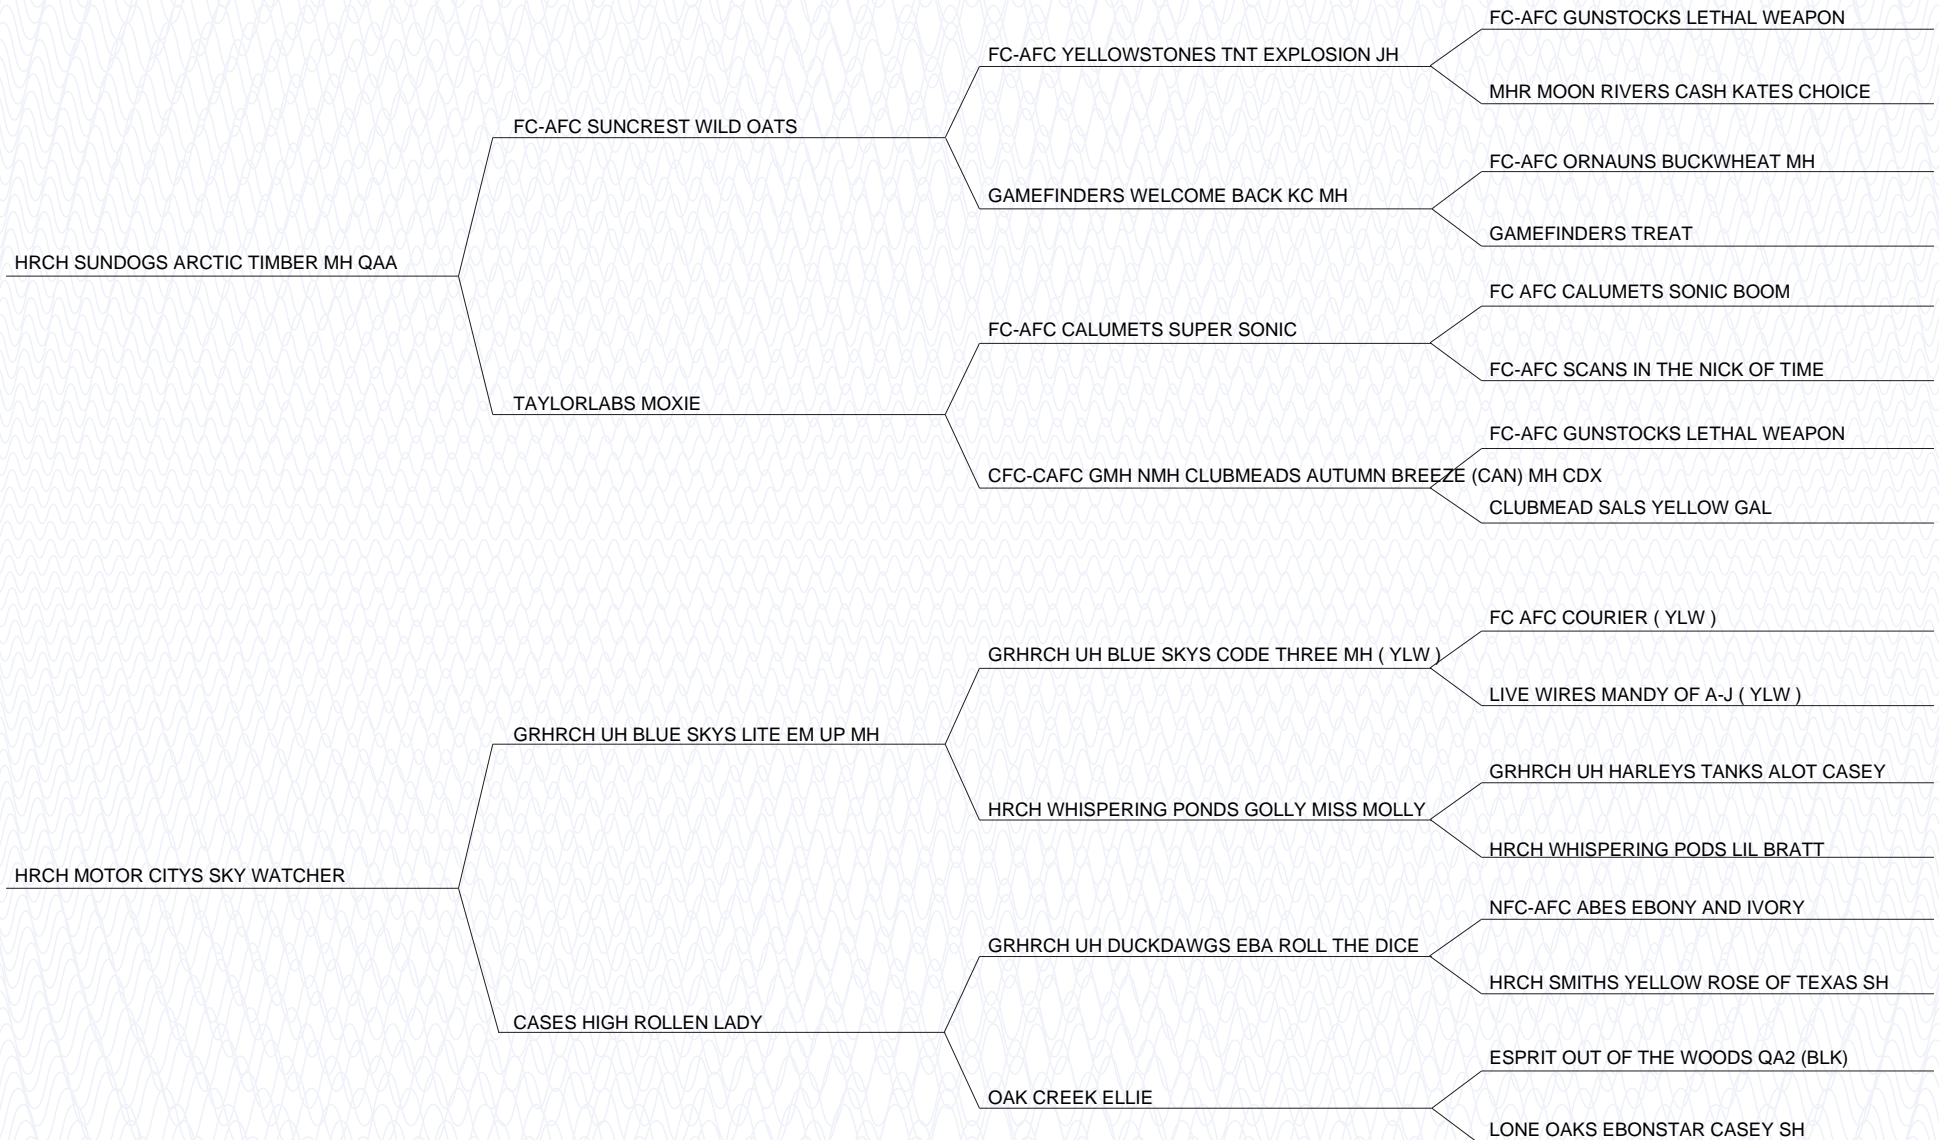 FC-AFC GUNSTOCKS LETHAL WEAPON
FC-AFC YELLOWSTONES TNT EXPLOSION JH
MHR MOON RIVERS CASH KATES CHOICE
FC-AFC SUNCREST WILD OATS
FC-AFC ORNAUNS BUCKWHEAT MH
GAMEFINDERS WELCOME BACK KC MH
GAMEFINDERS TREAT
HRCH SUNDOGS ARCTIC TIMBER MH QAA
FC AFC CALUMETS SONIC BOOM
FC-AFC CALUMETS SUPER SONIC
FC-AFC SCANS IN THE NICK OF TIME
TAYLORLABS MOXIE
FC-AFC GUNSTOCKS LETHAL WEAPON
CFC-CAFC GMH NMH CLUBMEADS AUTUMN BREEZE (CAN) MH CDX
CLUBMEAD SALS YELLOW GAL
FC AFC COURIER ( YLW )
GRHRCH UH BLUE SKYS CODE THREE MH ( YLW )
LIVE WIRES MANDY OF A-J ( YLW )
GRHRCH UH BLUE SKYS LITE EM UP MH
GRHRCH UH HARLEYS TANKS ALOT CASEY
HRCH WHISPERING PONDS GOLLY MISS MOLLY
HRCH WHISPERING PODS LIL BRATT
HRCH MOTOR CITYS SKY WATCHER
NFC-AFC ABES EBONY AND IVORY
GRHRCH UH DUCKDAWGS EBA ROLL THE DICE
HRCH SMITHS YELLOW ROSE OF TEXAS SH
CASES HIGH ROLLEN LADY
ESPRIT OUT OF THE WOODS QA2 (BLK)
OAK CREEK ELLIE
LONE OAKS EBONSTAR CASEY SH